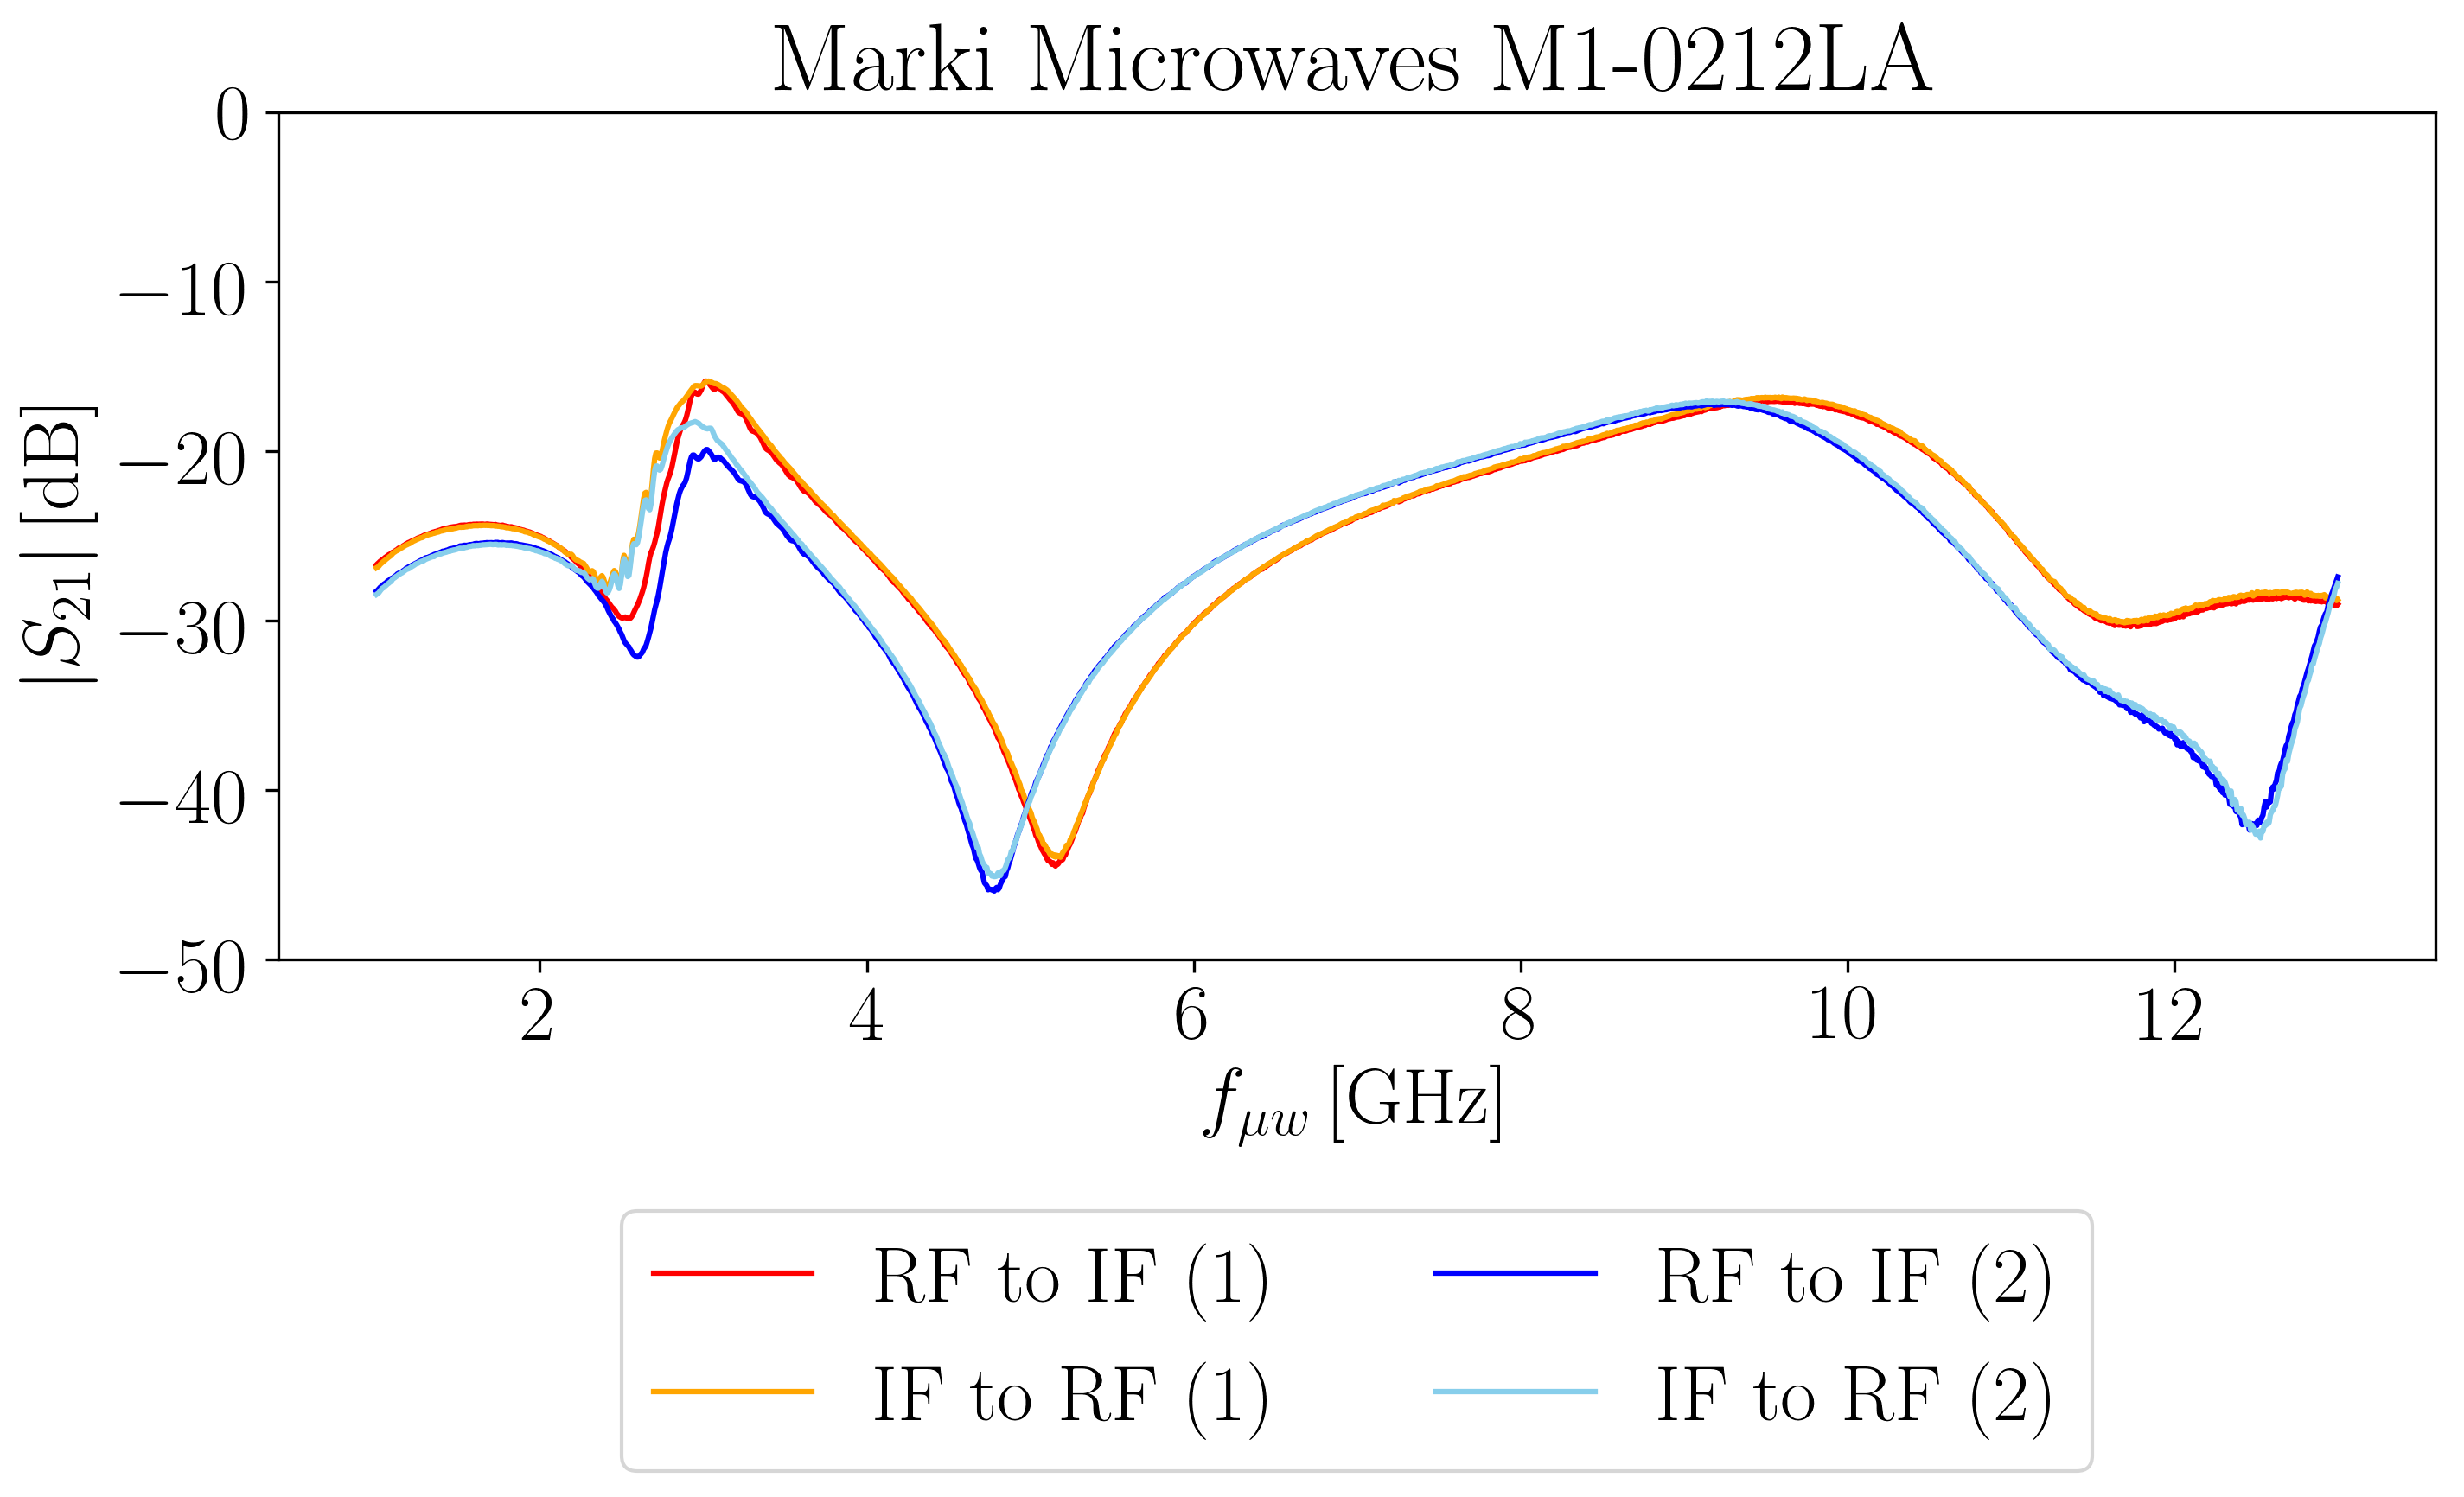 Marki Microwaves M1-0212LA
0
−10
−20
−30
−40
−50
|S21| [dB]
2 4 6 8 10 12
fμw [GHz]
RF to IF (1) RF to IF (2)
IF to RF (1) IF to RF (2)